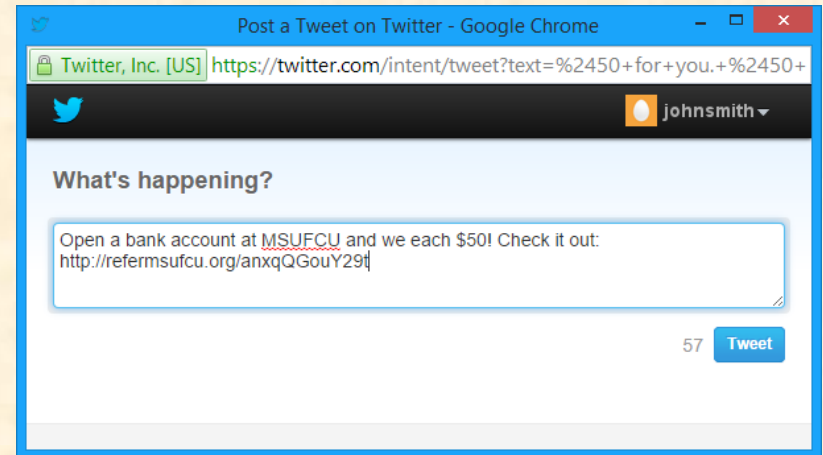 Post a Tweet on Twitter - Google Chrome
Twitter, Inc. [US] https://twitter.com/intent/tweet?text=%2450+for+you.+%2450+
johnsmith
What's happening?
Open a bank account at MSUFCU and we each $50! Check it out:
http://refermsufcu.org/anxqQGouY29t
57 Tweet